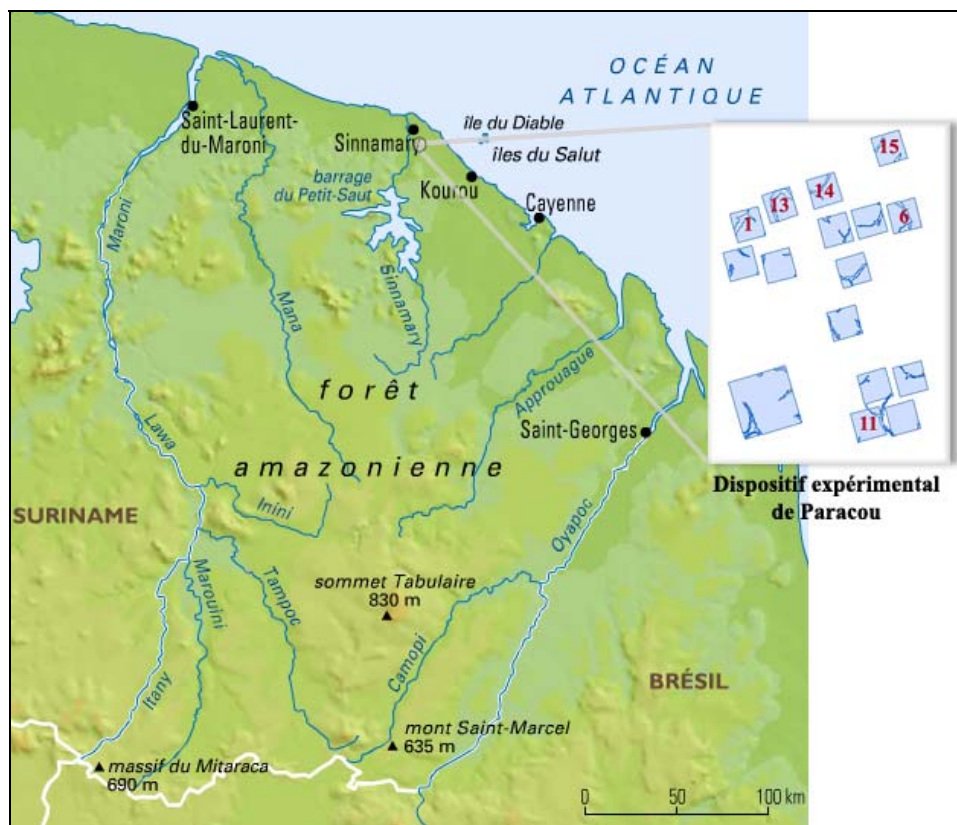 OCÉAN
ATLANTIQUE
Saint-Laurent-
du-Maroni
Sinnamary
île du Diable
îles du Salut
barrage
du Petit-Saut
Kourou
Cayenne
Maroni
Mana
Sinnamary
forêt
amazonienne
Approuague
Saint-Georges
Lawa
Inini
SURINAME
Marouini
Tampoc
sommet Tabulaire
830 m
Oyapoc
Camopi
Itany
BRÉSIL
mont Saint-Marcel
635 m
massif du Mitaraca
690 m
0 50 100 km
15
14
13
1
6
11
Dispositif expérimental
de Paracou